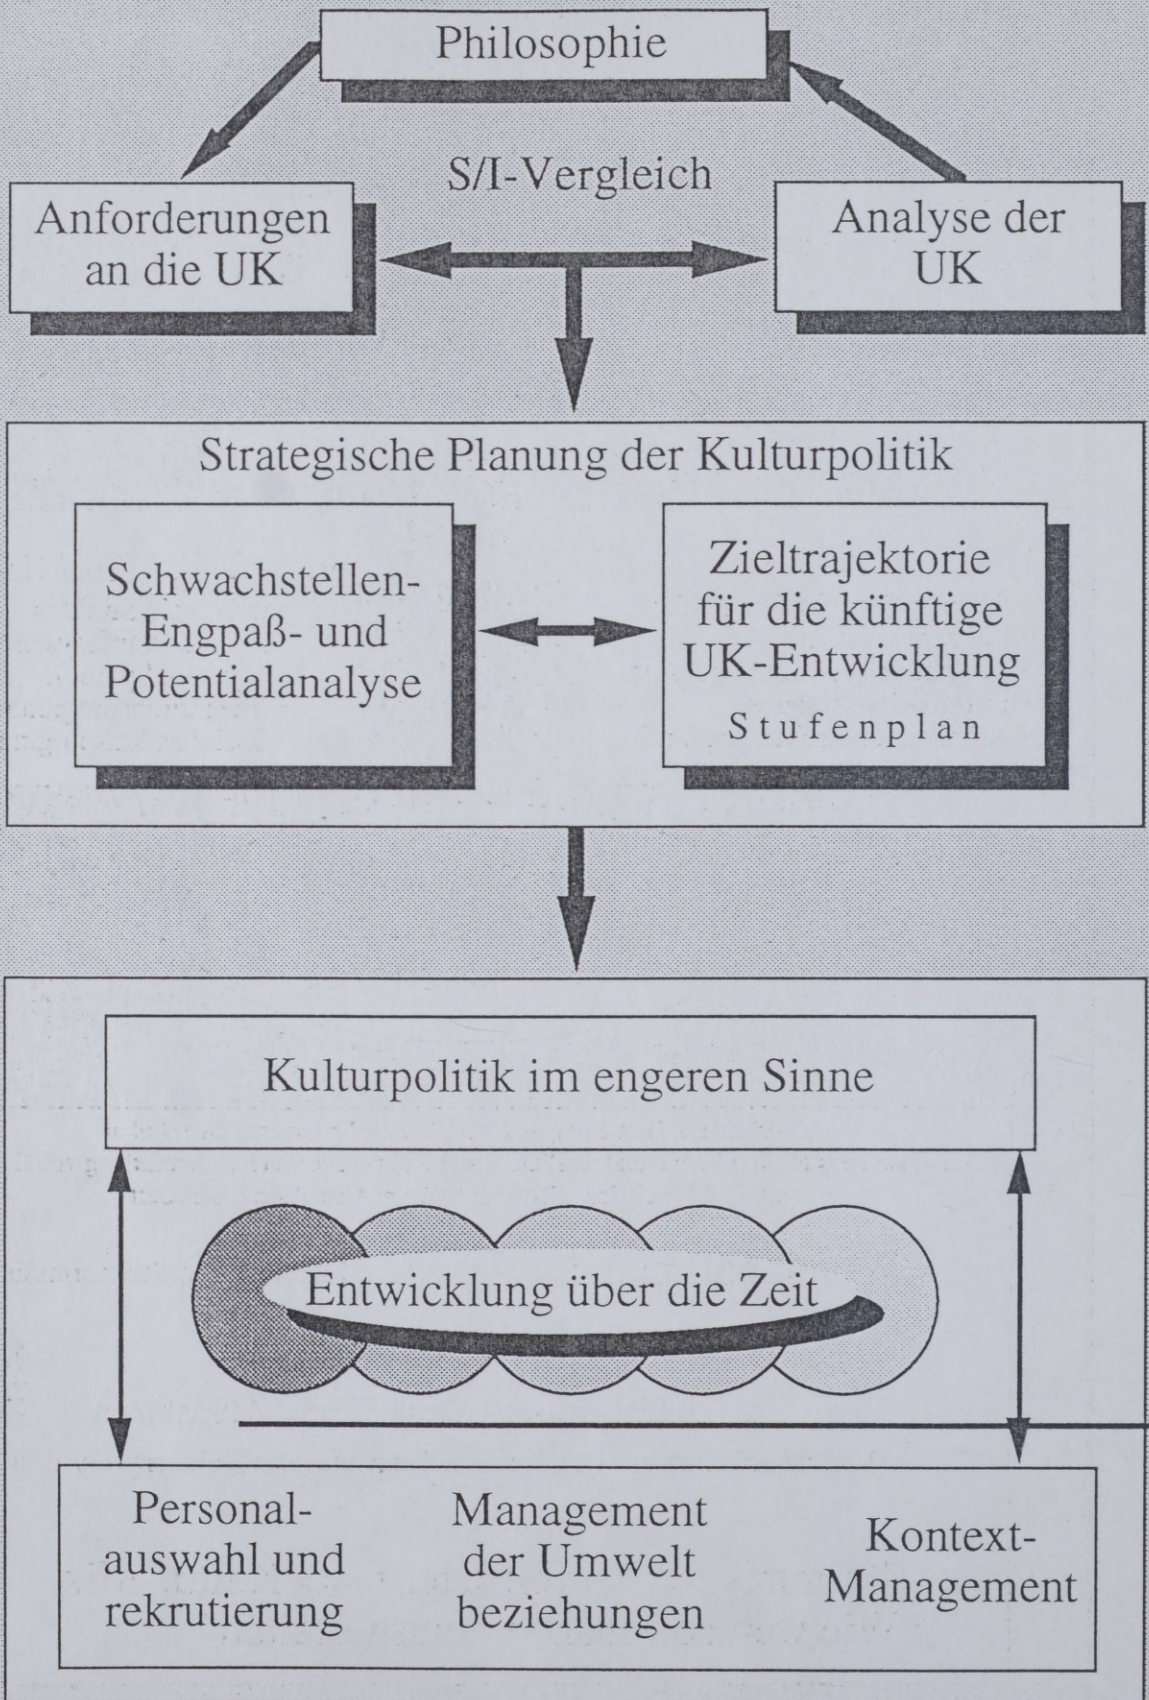 Philosophie
S/I-Vergleich
Anforderungen
an die UK
Analyse der
UK
Strategische Planung der Kulturpolitik
Schwachstellen-
Engpaß- und
Potentialanalyse
Zieltrajektorie
für die künftige
UK-Entwicklung
Stufenplan
Kulturpolitik im engeren Sinne
Entwicklung über die Zeit
Personal-
auswahl und
rekrutierung
Management
der Umwelt
beziehungen
Kontext-
Management